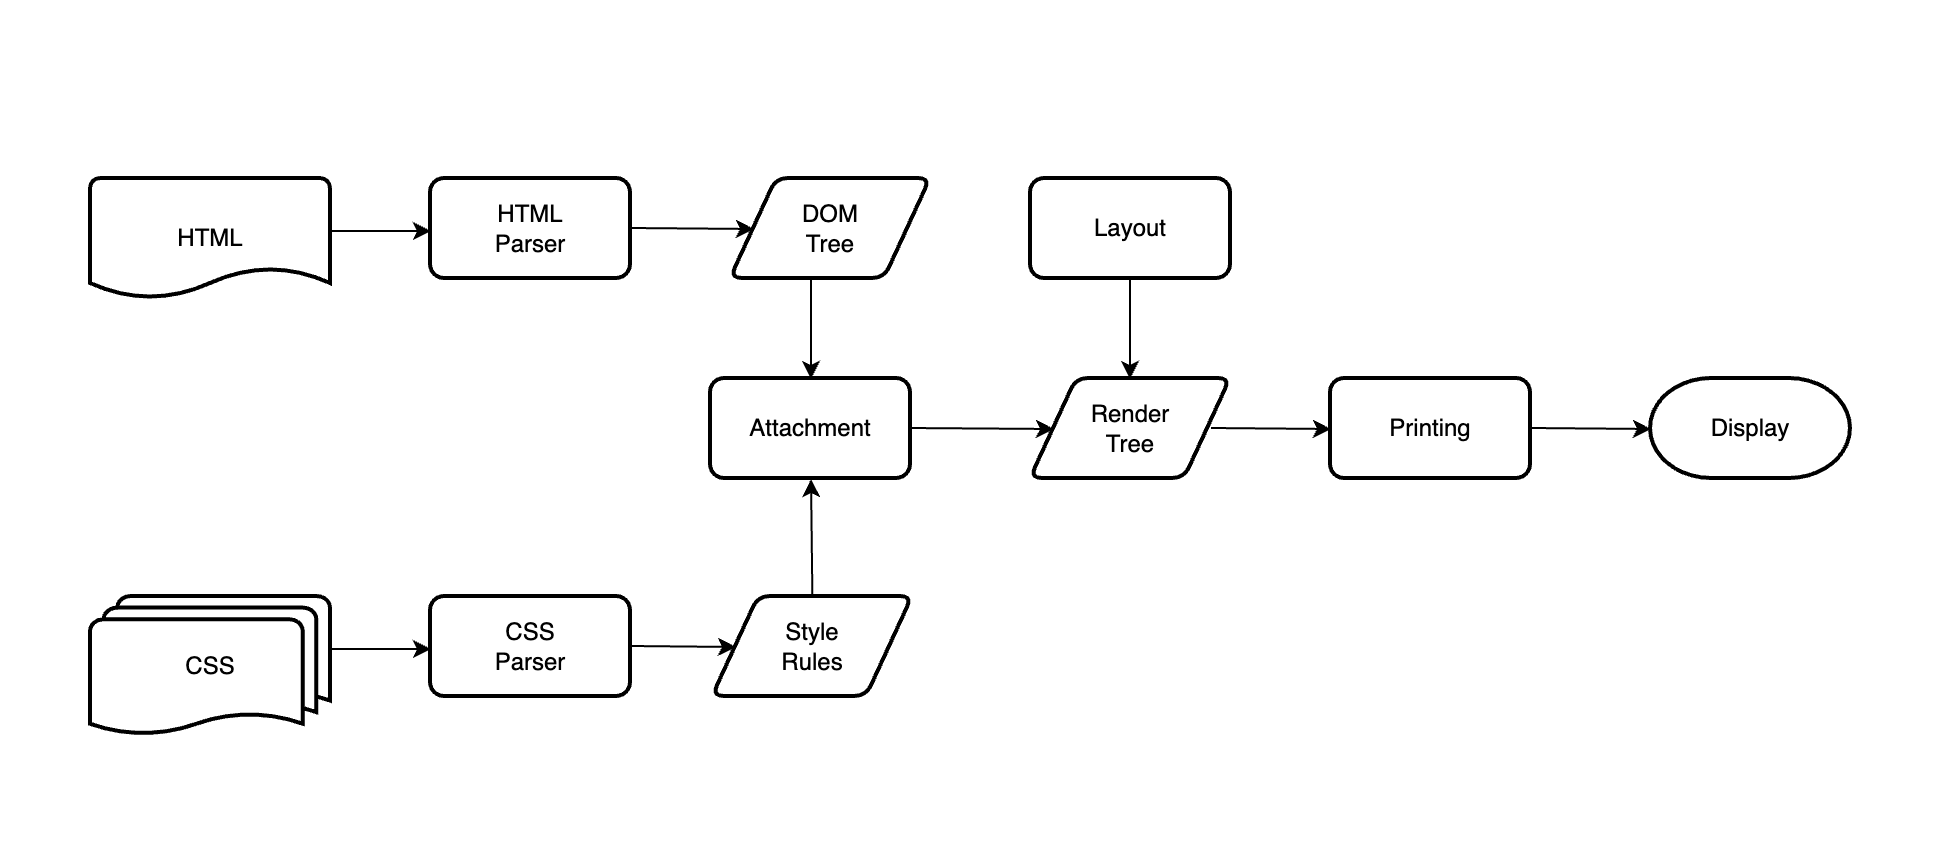 HTML
HTML
Parser
DOM
Tree
Layout
Attachment
Render
Tree
Printing
Display
CSS
CSS
Parser
Style
Rules